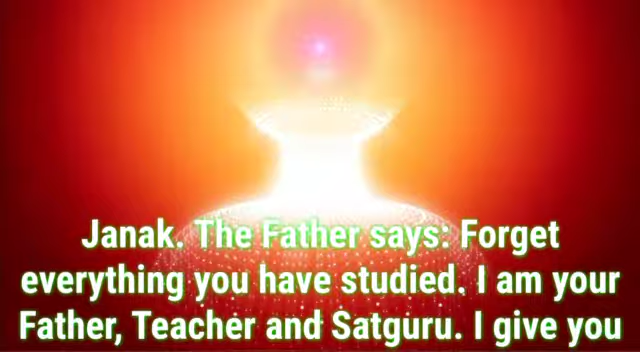 Janak. The Father says: Forget
everything you have studied. I am your
Father, Teacher and Satguru. I give you